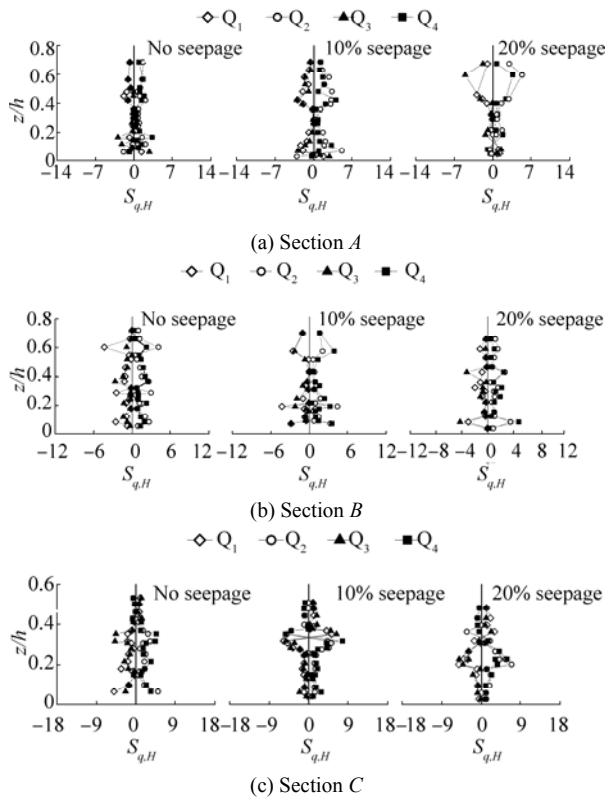 Q1 Q2 Q3 Q4
No seepage 10% seepage 20% seepage
z/h
0.8
0.6
0.4
0.2
0
−14 −7 0 7 14 −14 −7 0 7 14 −14 −7 0 7 14
Sq,H Sq,H Sq,H
(a) Section A
Q1 Q2 Q3 Q4
No seepage 10% seepage 20% seepage
z/h
0.8
0.6
0.4
0.2
0
−12 −6 0 6 12 −12 −6 0 6 12 −12 −8 −4 0 4 8 12
Sq,H Sq,H Sq,H
(b) Section B
Q1 Q2 Q3 Q4
No seepage 10% seepage 20% seepage
z/h
0.6
0.4
0.2
0
−18 −9 0 9 18 −18 −9 0 9 18 −18 −9 0 9 18
Sq,H Sq,H Sq,H
(c) Section C